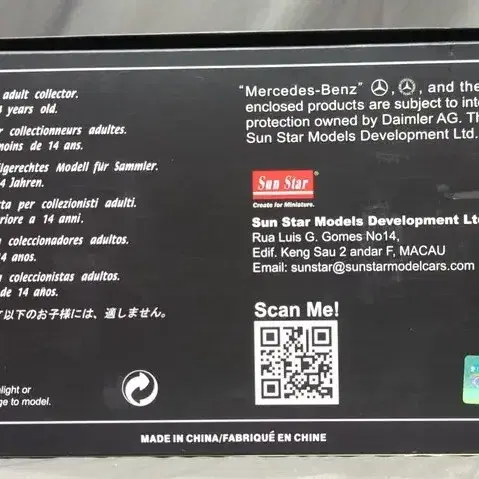 adult collector.
years old.
collectionneurs adultes.
moins de 14 ans.
ilgerechtes Modell für Sammler.
4 Jahren.
tta per collezionisti adulti.
eriore a 14 anni.
coleccionadores adultos.
4 anos.
coleccionistas adultos.
de 14 años.
以下のお子様には、適しません。
nlight or
ge to model.
"Mercedes-Benz" , , and the
enclosed products are subject to inte
protection owned by Daimler AG. Th
Sun Star Models Development Ltd.
Sun Star
Create for Miniature.
Sun Star Models Development Ltd
Rua Luis G. Gomes No14,
Edif. Keng Sau 2 andar F, MACAU
Email: sunstar@sunstarmodelcars.com
Scan Me!
MADE IN CHINA/FABRIQUÉ EN CHINE